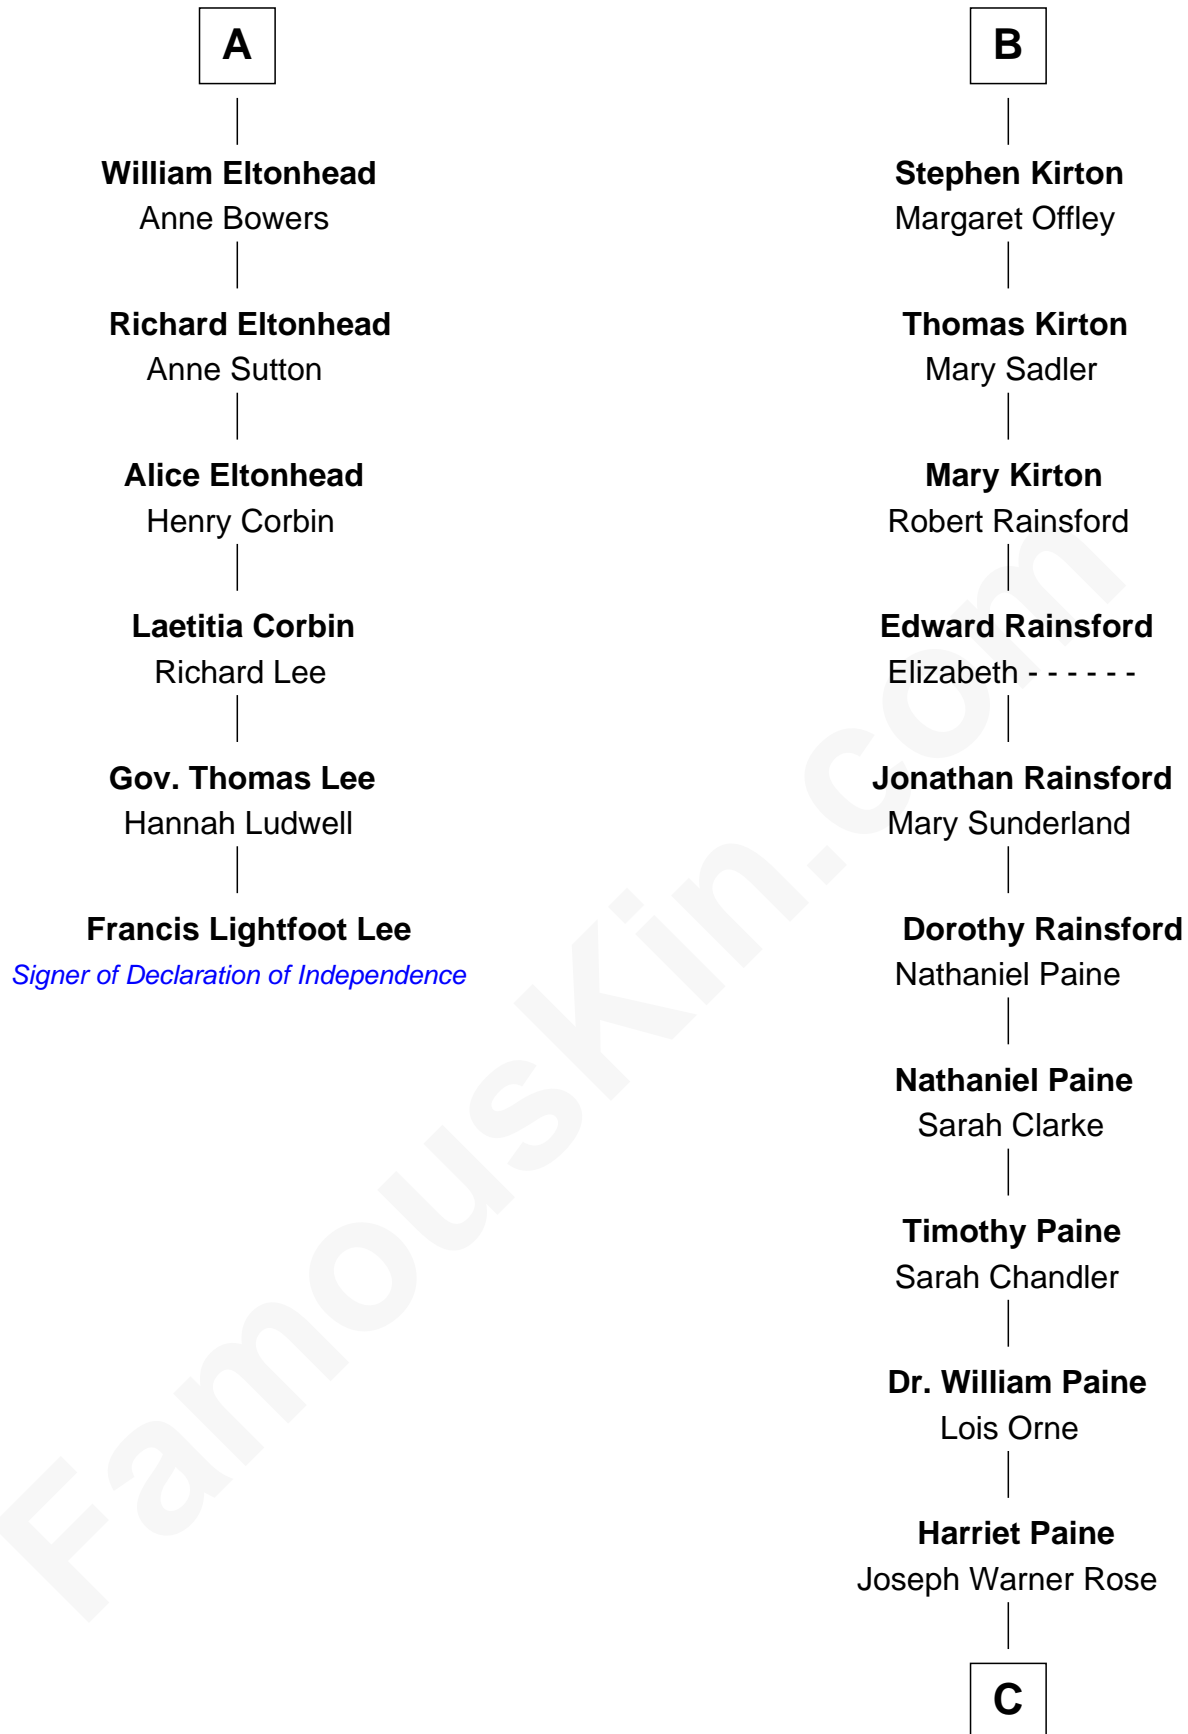 A
William Eltonhead
Anne Bowers
Richard Eltonhead
Anne Sutton
Alice Eltonhead
Henry Corbin
Laetitia Corbin
Richard Lee
Gov. Thomas Lee
Hannah Ludwell
Francis Lightfoot Lee
Signer of Declaration of Independence
B
Stephen Kirton
Margaret Offley
Thomas Kirton
Mary Sadler
Mary Kirton
Robert Rainsford
Edward Rainsford
Elizabeth - - - - - -
Jonathan Rainsford
Mary Sunderland
Dorothy Rainsford
Nathaniel Paine
Nathaniel Paine
Sarah Clarke
Timothy Paine
Sarah Chandler
Dr. William Paine
Lois Orne
Harriet Paine
Joseph Warner Rose
C
FamousKin.com